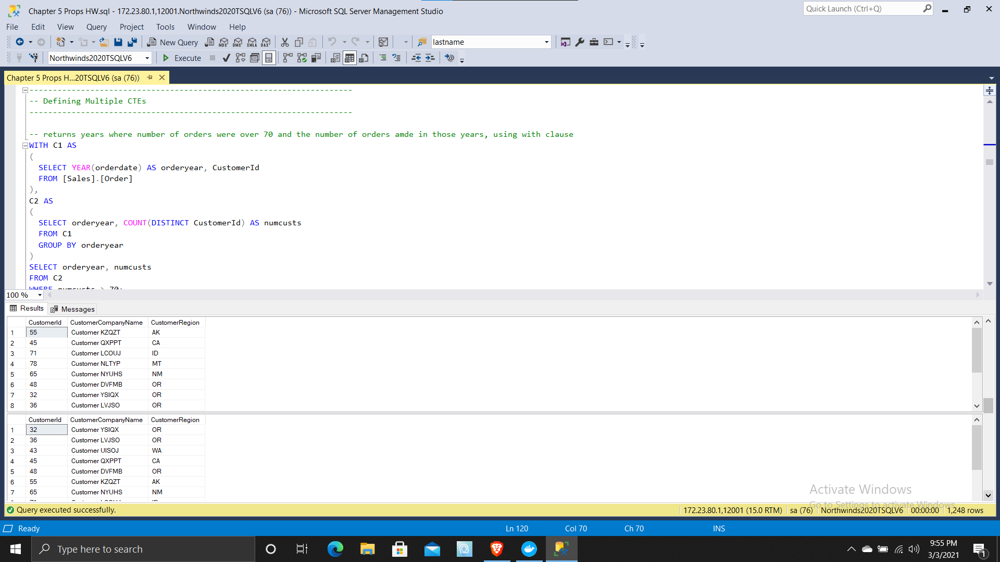 Chapter 5 Props HW.sql - 172.23.80.1,12001.Northwinds2020TSQLV6 (sa (76)) - Microsoft SQL Server Management Studio
Quick Launch (Ctrl+Q)
File Edit View Query Project Tools Window Help
New Query MDX DMX XMLA DAX lastname
Northwinds2020TSQLV6 Execute
Chapter 5 Props H...20TSQLV6 (sa (76))
---------------------------------------------------------------------
-- Defining Multiple CTEs
---------------------------------------------------------------------
-- returns years where number of orders were over 70 and the number of orders amde in those years, using with clause
WITH C1 AS
(
SELECT YEAR(orderdate) AS orderyear, CustomerId
FROM [Sales].[Order]
),
C2 AS
(
SELECT orderyear, COUNT(DISTINCT CustomerId) AS numcusts
FROM C1
GROUP BY orderyear
)
SELECT orderyear, numcusts
FROM C2
WHERE numcusts > 70;
100 %
Results Messages
CustomerId CustomerCompanyName CustomerRegion
1 55 Customer KZQZT AK
2 45 Customer QXPPT CA
3 71 Customer LCOUJ ID
4 78 Customer NLTYP MT
5 65 Customer NYUHS NM
6 48 Customer DVFMB OR
7 32 Customer YSIQX OR
8 36 Customer LVJSO OR
CustomerId CustomerCompanyName CustomerRegion
1 32 Customer YSIQX OR
2 36 Customer LVJSO OR
3 43 Customer UISOJ WA
4 45 Customer QXPPT CA
5 48 Customer DVFMB OR
6 55 Customer KZQZT AK
7 65 Customer NYUHS NM
Activate Windows
Go to Settings to activate Windows.
Query executed successfully. 172.23.80.1,12001 (15.0 RTM) sa (76) Northwinds2020TSQLV6 00:00:00 1,248 rows
Ready Ln 120 Col 70 Ch 70 INS
Type here to search
9:55 PM
3/3/2021
1